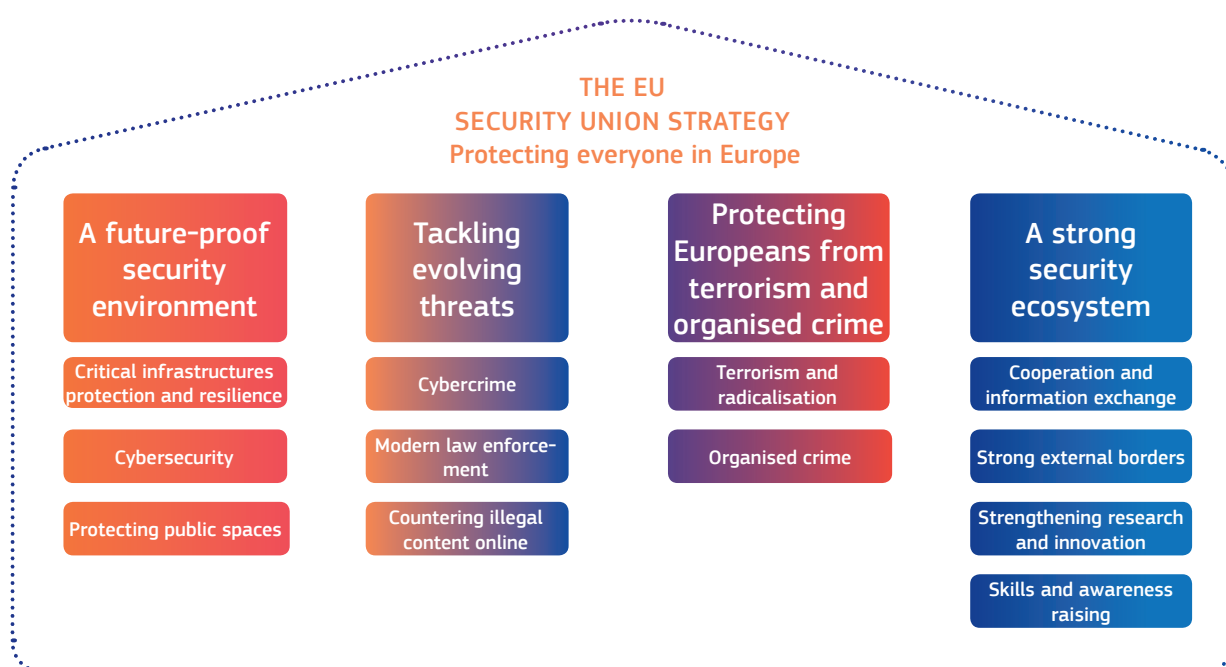 THE EU
SECURITY UNION STRATEGY
Protecting everyone in Europe
A future-proof
security
environment
Critical infrastructures
protection and resilience
Cybersecurity
Protecting public spaces
Tackling
evolving
threats
Cybercrime
Modern law enforce-
ment
Countering illegal
content online
Protecting
Europeans from
terrorism and
organised crime
Terrorism and
radicalisation
Organised crime
A strong
security
ecosystem
Cooperation and
information exchange
Strong external borders
Strengthening research
and innovation
Skills and awareness
raising